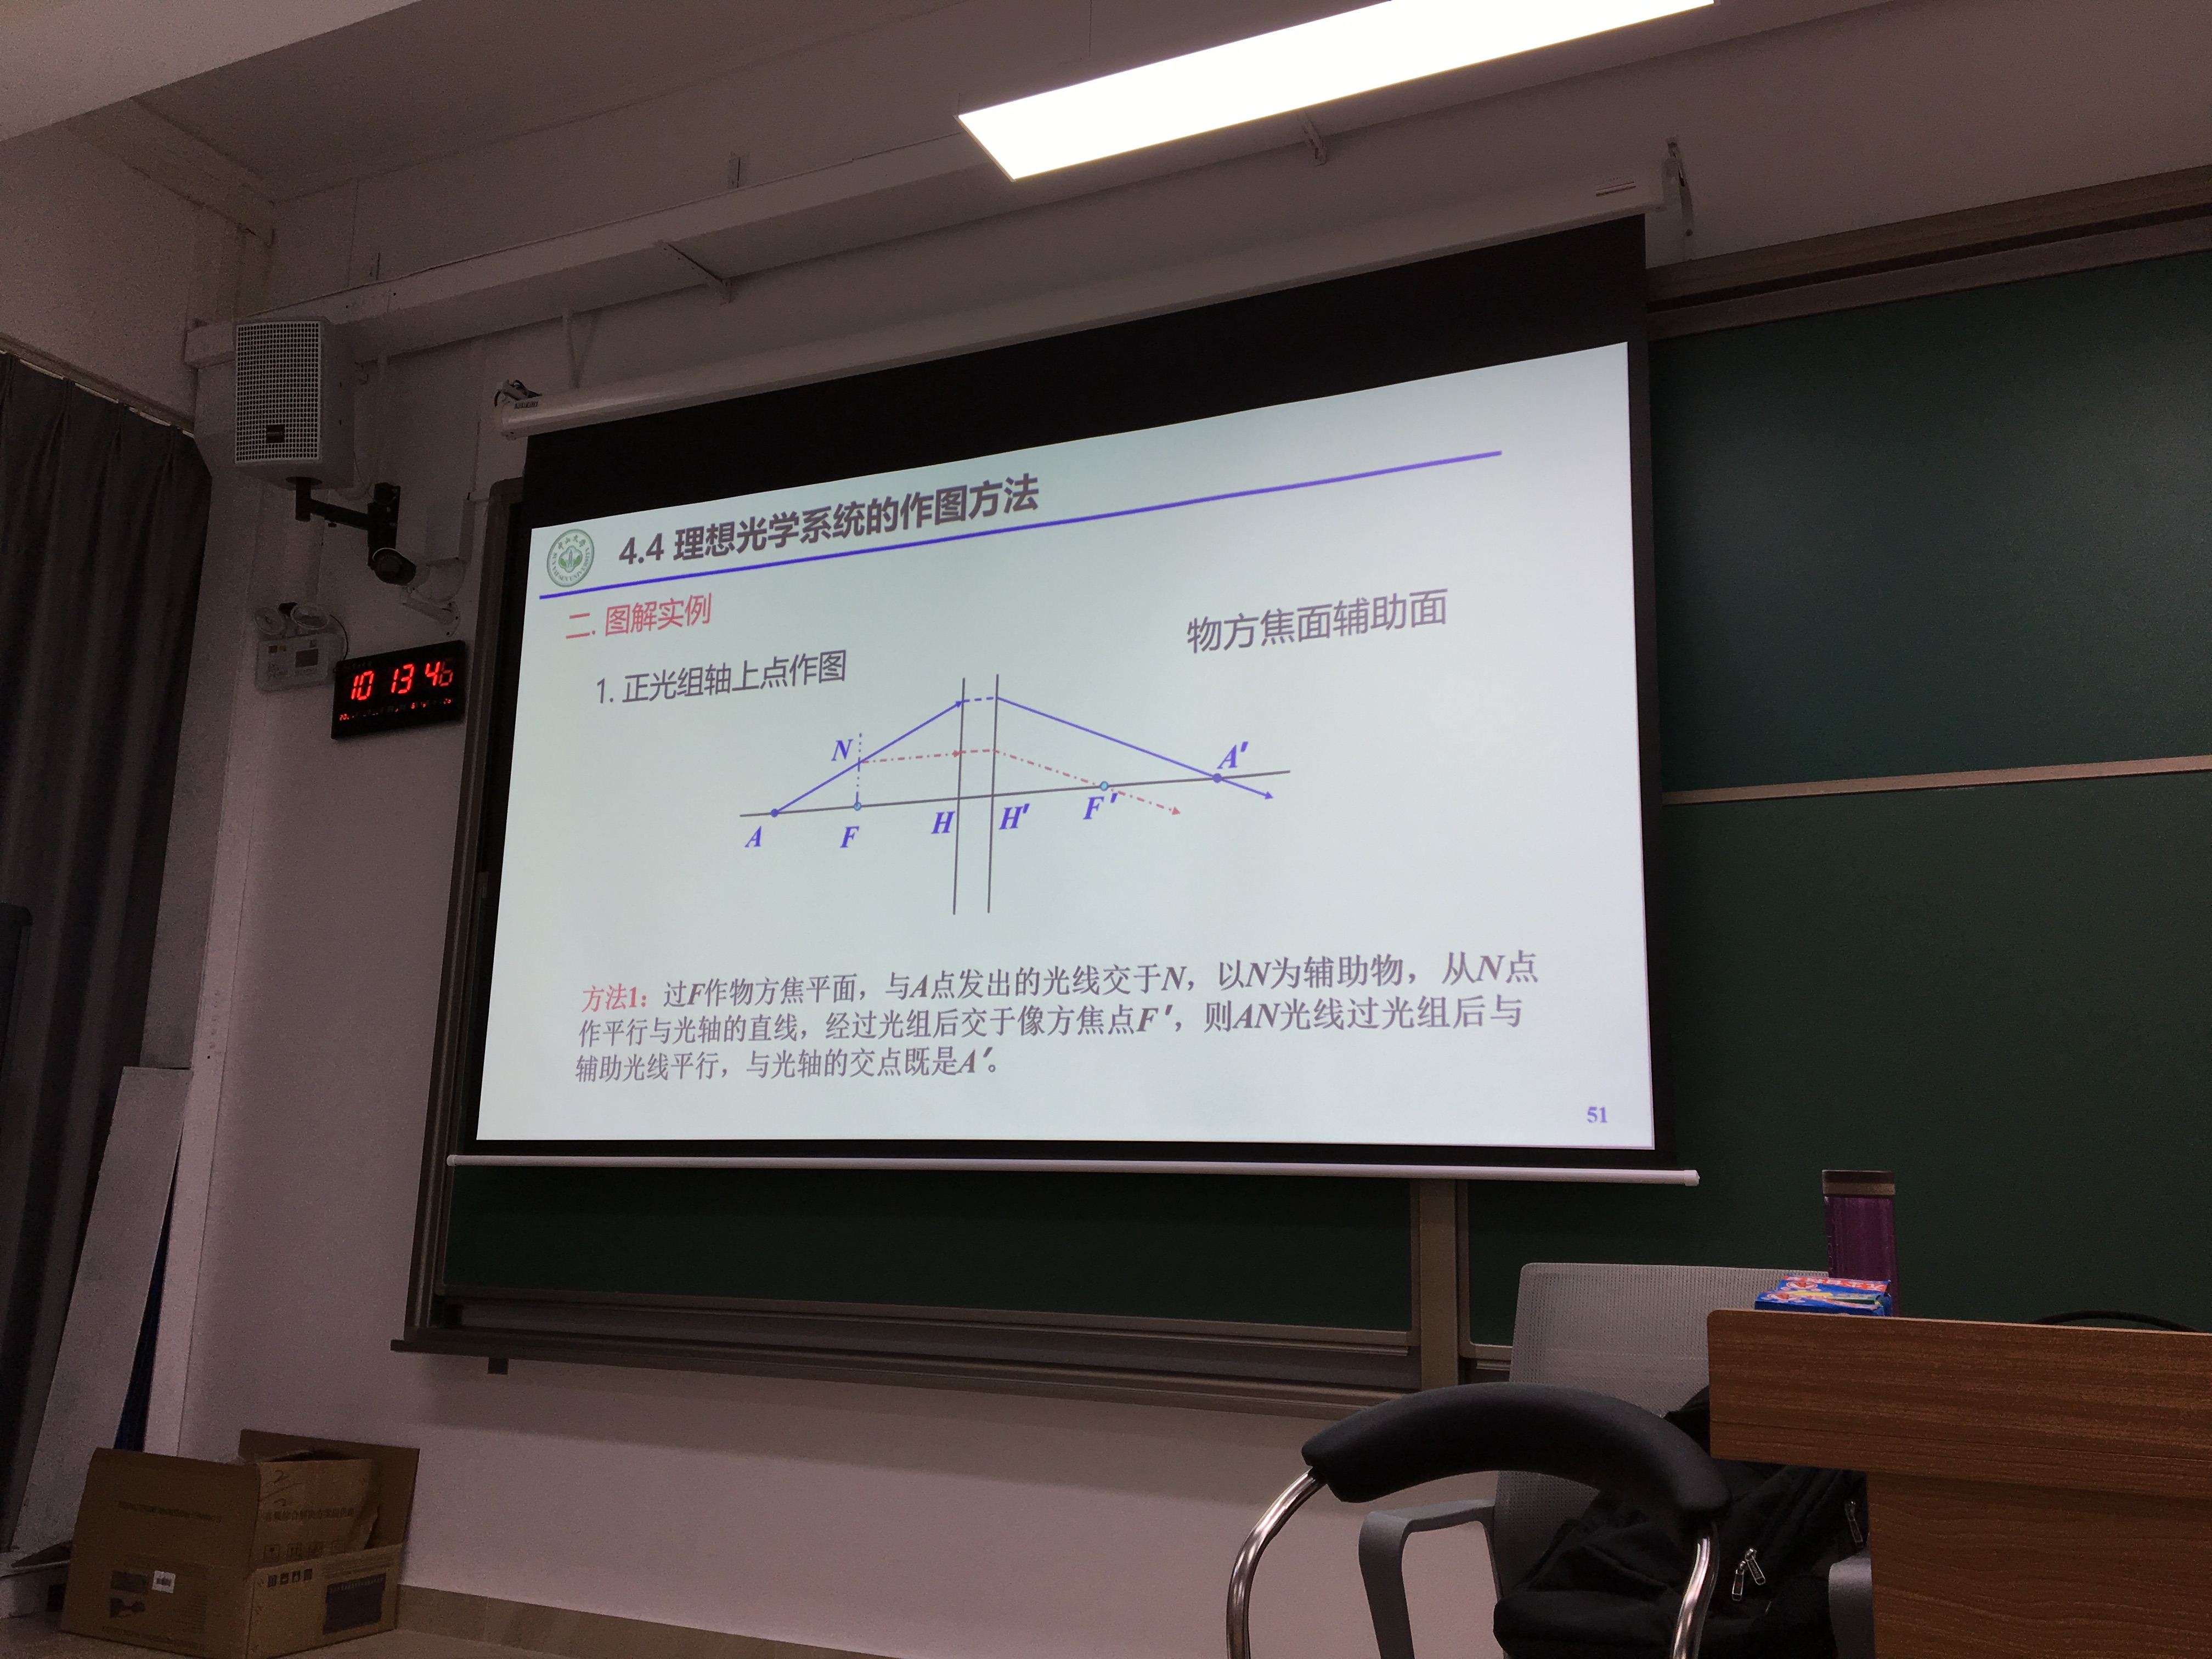 10 13 46
4.4 理想光学系统的作图方法
二. 图解实例
物方焦面辅助面
1. 正光组轴上点作图
N
A′
A
F
H
H′
F′
方法1：过F作物方焦平面，与A点发出的光线交于N，以N为辅助物，从N点
作平行与光轴的直线，经过光组后交于像方焦点F′，则AN光线过光组后与
辅助光线平行，与光轴的交点既是A′。
51